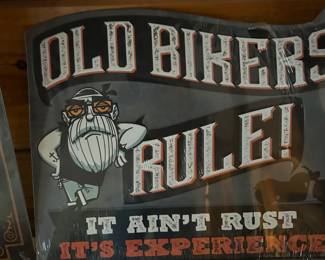 OLD BIKERS
RULE!
IT AIN'T RUST
IT'S EXPERIENCE